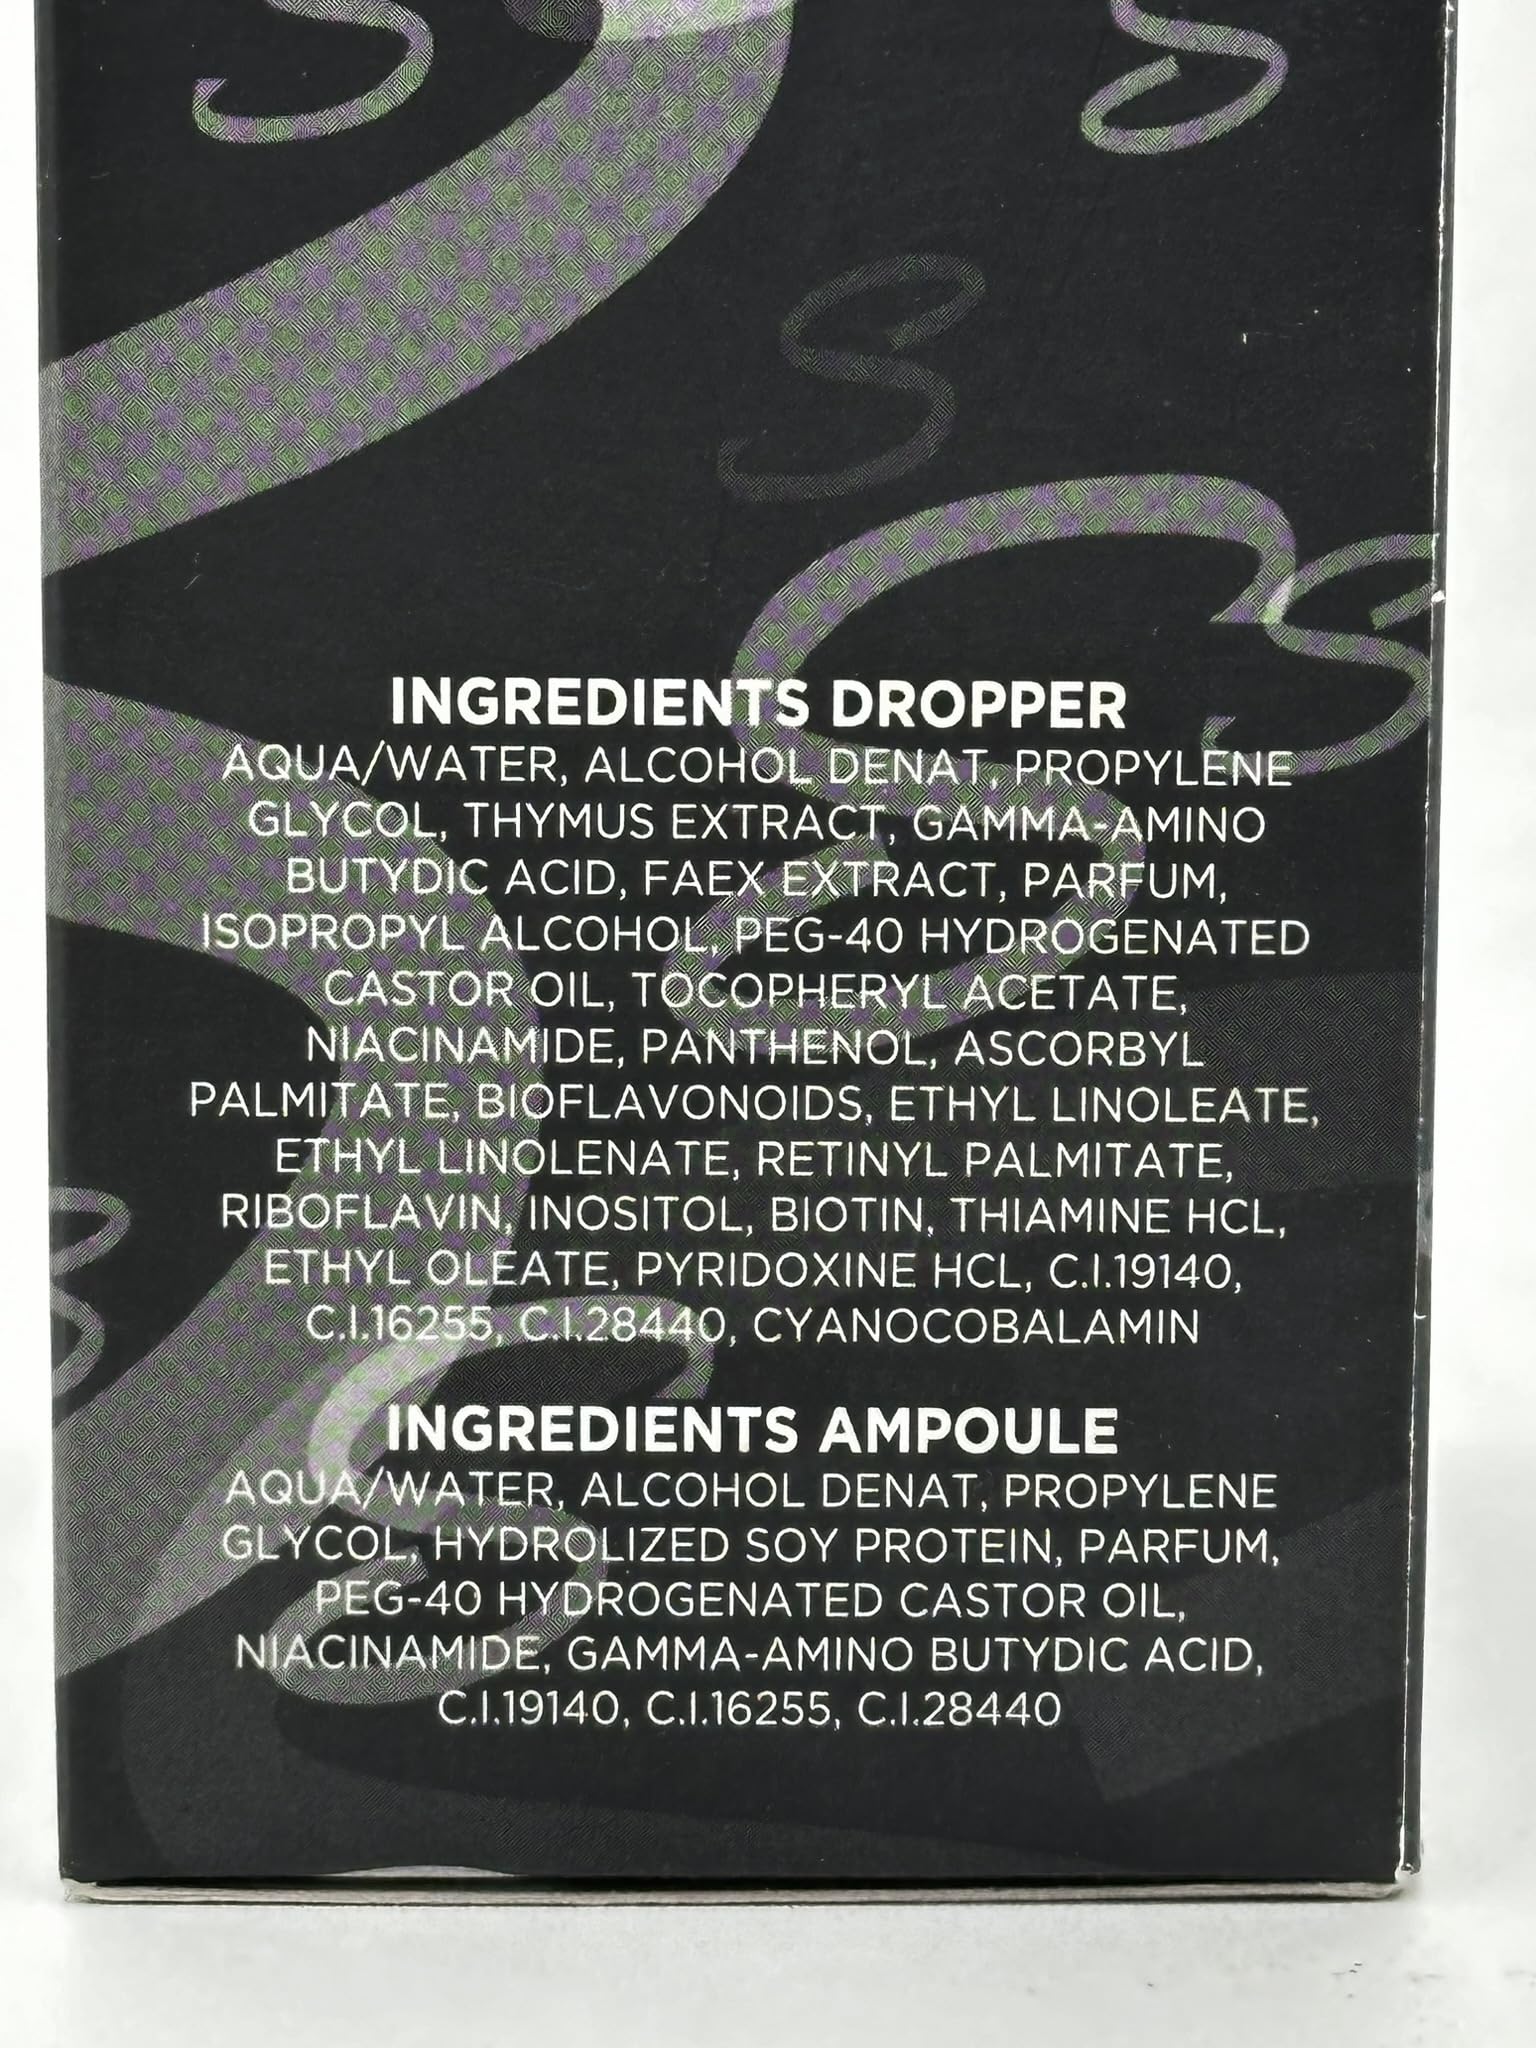 INGREDIENTS DROPPER
AQUA/WATER, ALCOHOL DENAT, PROPYLENE
GLYCOL, THYMUS EXTRACT, GAMMA-AMINO
BUTYDIC ACID, FAEX EXTRACT, PARFUM,
ISOPROPYL ALCOHOL, PEG-40 HYDROGENATED
CASTOR OIL, TOCOPHERYL ACETATE,
NIACINAMIDE, PANTHENOL, ASCORBYL
PALMITATE, BIOFLAVONOIDS, ETHYL LINOLEATE,
ETHYL LINOLENATE, RETINYL PALMITATE,
RIBOFLAVIN, INOSITOL, BIOTIN, THIAMINE HCL,
ETHYL OLEATE, PYRIDOXINE HCL, C.I.19140,
C.I.16255, C.I.28440, CYANOCOBALAMIN
INGREDIENTS AMPOULE
AQUA/WATER, ALCOHOL DENAT, PROPYLENE
GLYCOL, HYDROLIZED SOY PROTEIN, PARFUM,
PEG-40 HYDROGENATED CASTOR OIL,
NIACINAMIDE, GAMMA-AMINO BUTYDIC ACID,
C.I.19140, C.I.16255, C.I.28440